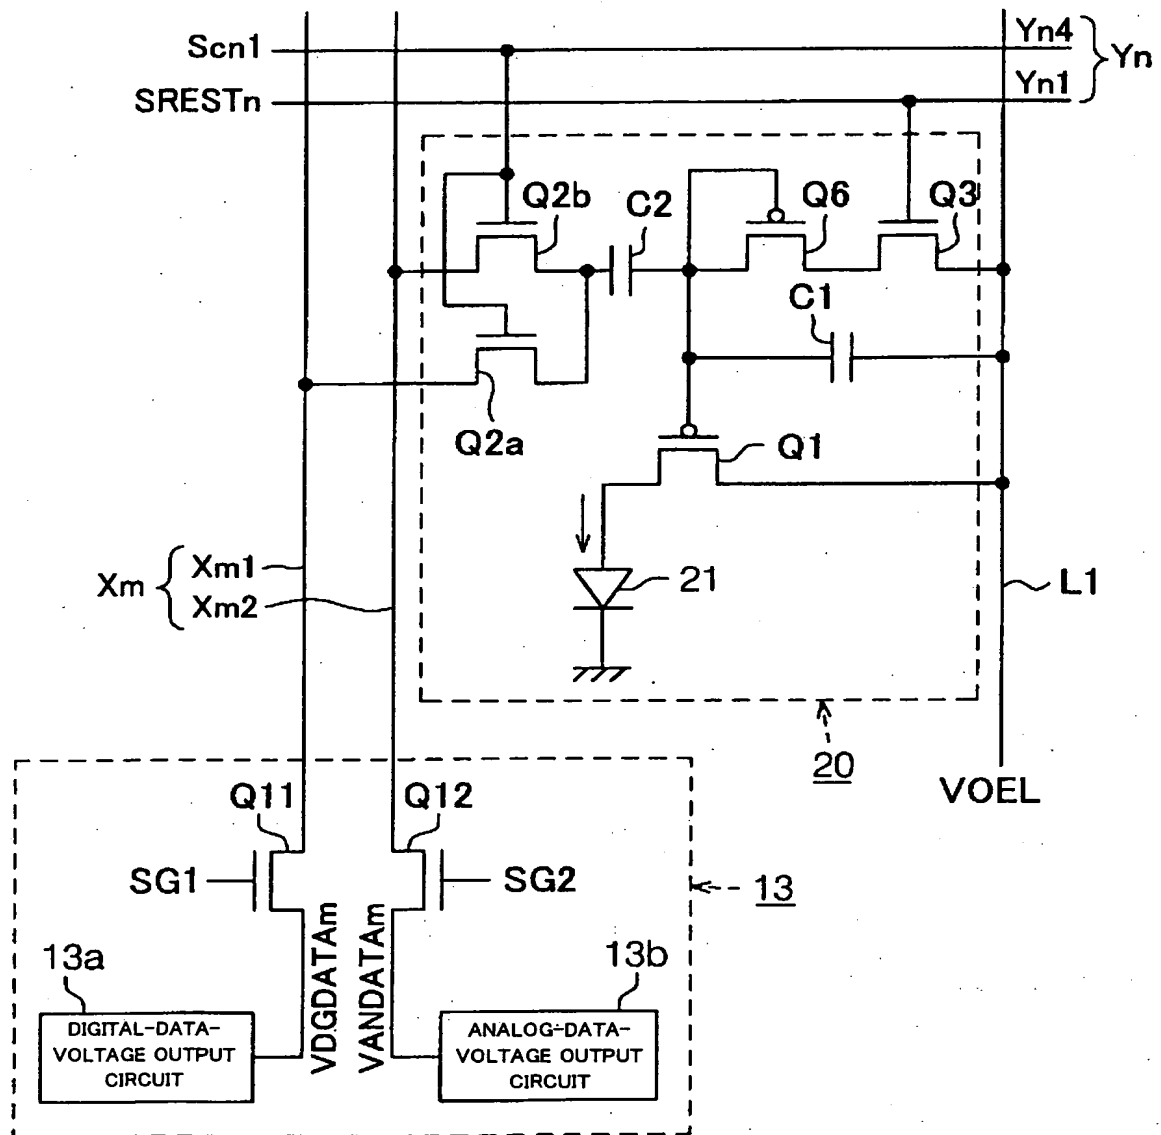 Scn1
Yn4
Yn
SRESTn
Yn1
Q2b
C2
Q6
Q3
C1
Q2a
Q1
Xm
Xm1
Xm2
21
L1
20
VOEL
Q11
Q12
SG1
SG2
13
VDGDATAm
VANDATAm
13a
13b
DIGITAL-DATA-
VOLTAGE OUTPUT
CIRCUIT
ANALOG-DATA-
VOLTAGE OUTPUT
CIRCUIT